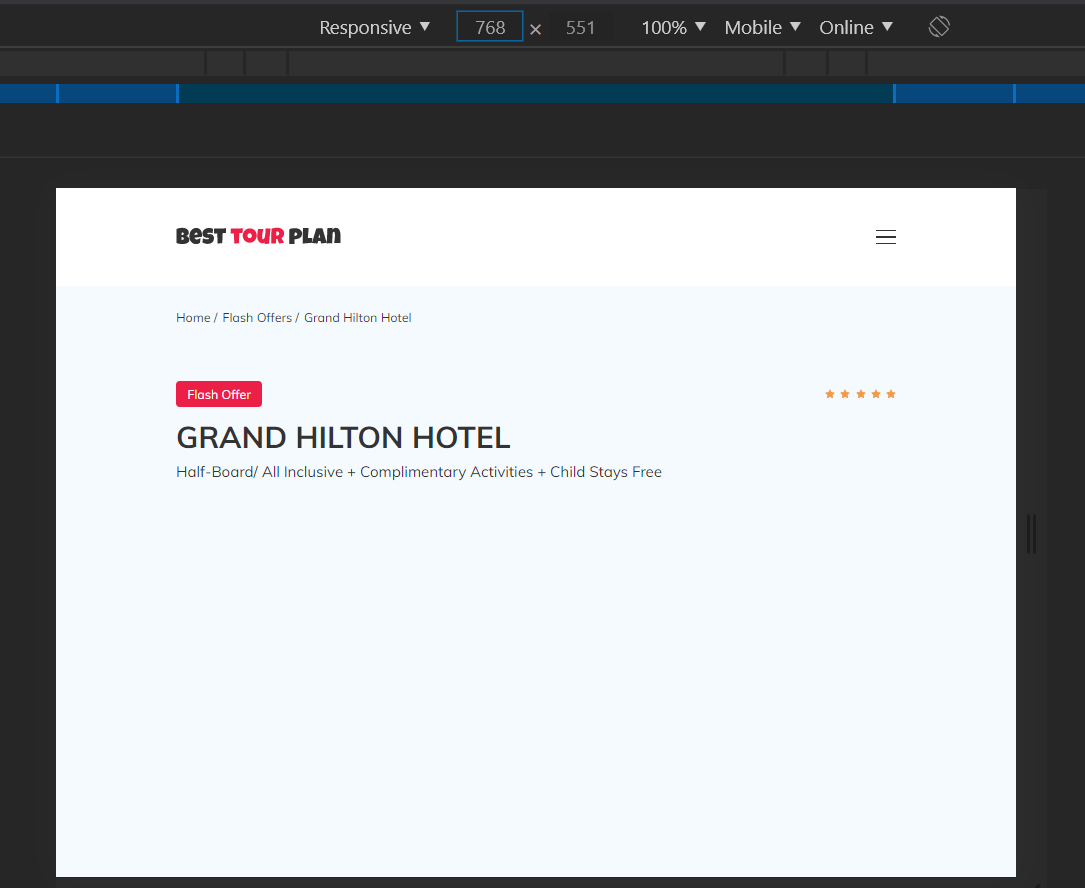 Responsive ▼ 768 × 551 100% ▼ Mobile ▼ Online ▼
BEST TOUR PLAN
Home / Flash Offers / Grand Hilton Hotel
Flash Offer
GRAND HILTON HOTEL
Half-Board/ All Inclusive + Complimentary Activities + Child Stays Free